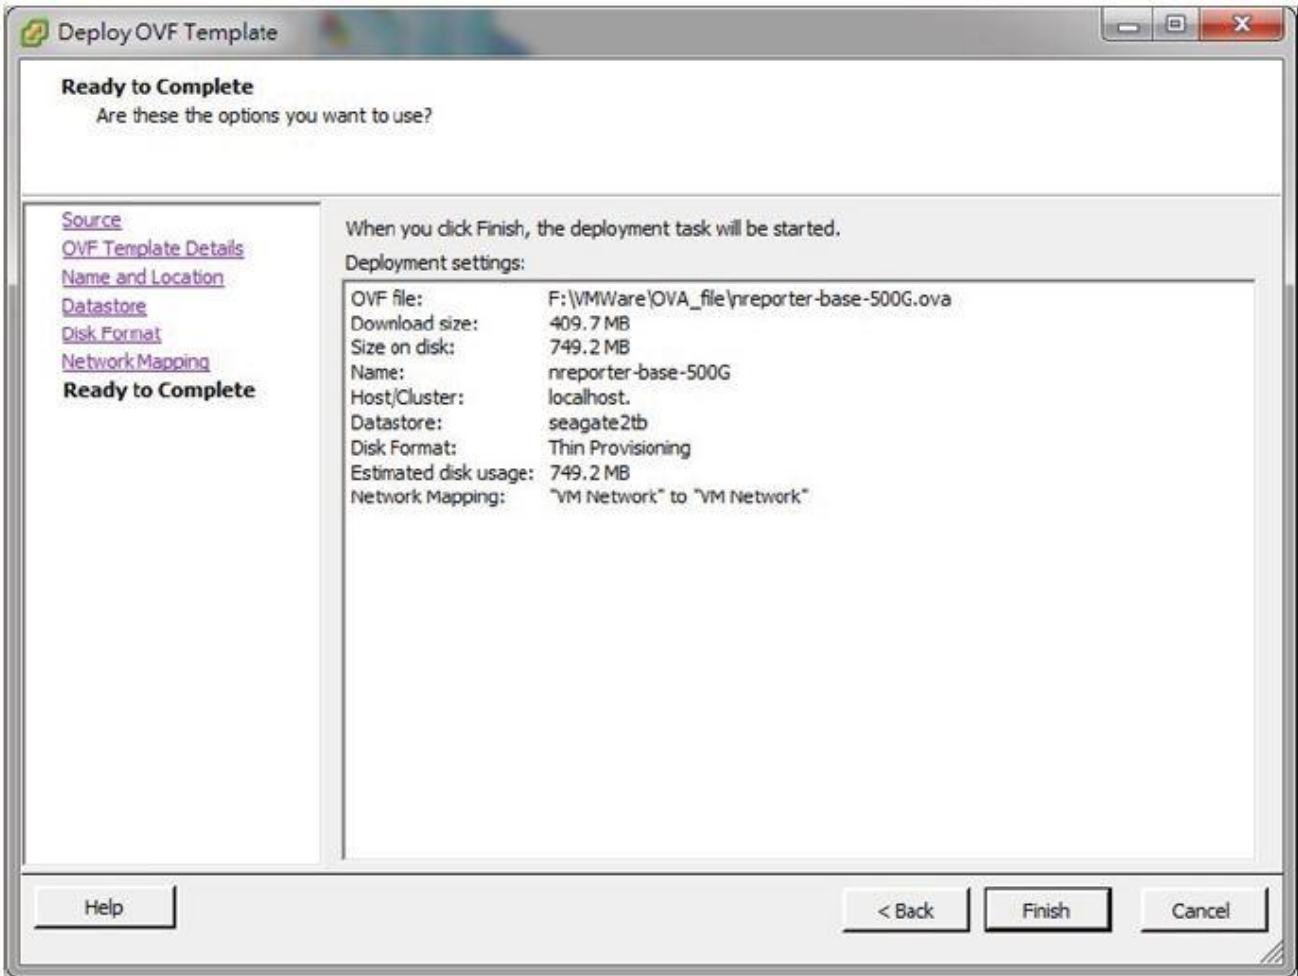 Deploy OVF Template
Ready to Complete
Are these the options you want to use?
Source
OVF Template Details
Name and Location
Datastore
Disk Format
Network Mapping
Ready to Complete
When you click Finish, the deployment task will be started.
Deployment settings:
OVF file: F:\VMWare\OVA_file\nreporter-base-500G.ova
Download size: 409.7 MB
Size on disk: 749.2 MB
Name: nreporter-base-500G
Host/Cluster: localhost.
Datastore: seagate2tb
Disk Format: Thin Provisioning
Estimated disk usage: 749.2 MB
Network Mapping: "VM Network" to "VM Network"
Help
< Back
Finish
Cancel